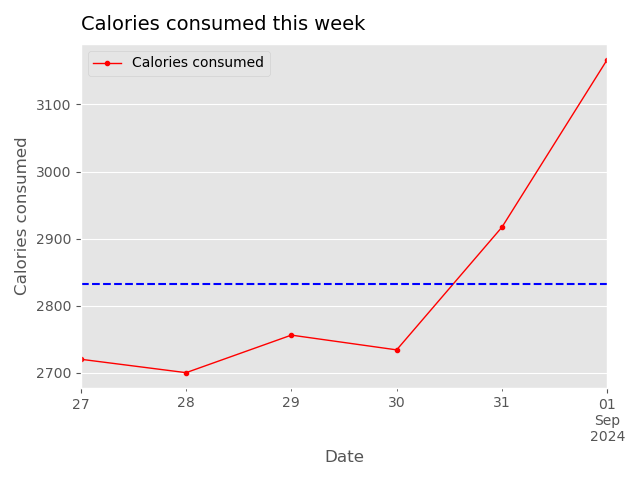 Calories consumed this week
Calories consumed
3100
3000
2900
2800
2700
Calories consumed
27
28
29
30
31
01
Sep
2024
Date